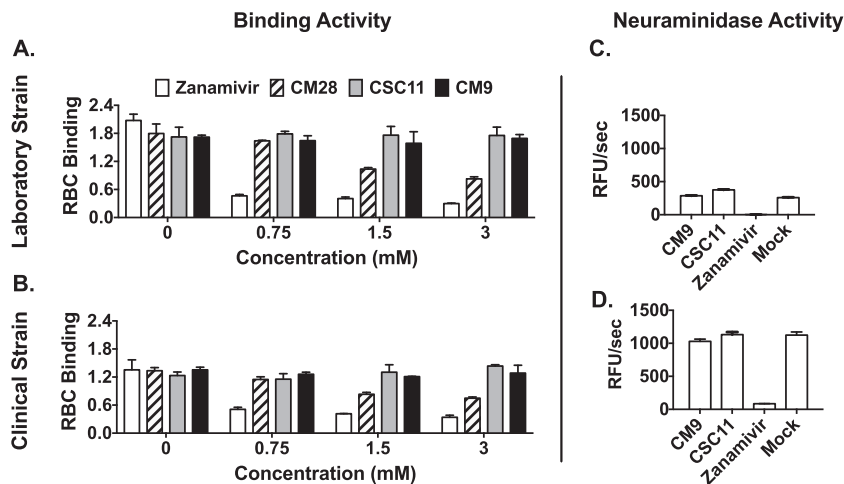 Binding Activity
Neuraminidase Activity
A.
Laboratory Strain
Zanamivir CM28 CSC11 CM9
RBC Binding
2.4
1.8
1.2
0.6
0.0
0 0.75 1.5 3
Concentration (mM)
B.
Clinical Strain
RBC Binding
2.4
1.8
1.2
0.6
0.0
0 0.75 1.5 3
Concentration (mM)
C.
RFU/sec
1500
1000
500
0
CM9 CSC11 Zanamivir Mock
D.
RFU/sec
1500
1000
500
0
CM9 CSC11 Zanamivir Mock